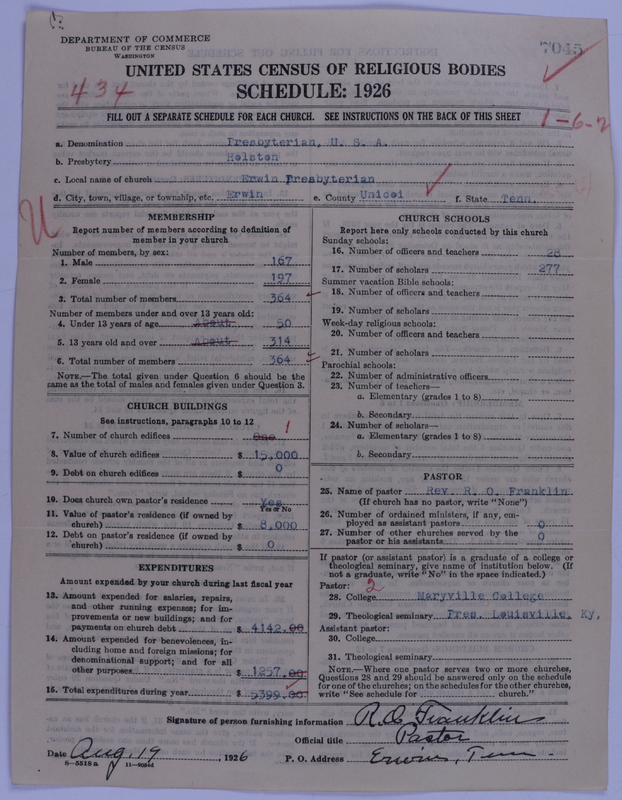 DEPARTMENT OF COMMERCE
BUREAU OF THE CENSUS
WASHINGTON
7045
UNITED STATES CENSUS OF RELIGIOUS BODIES
434
SCHEDULE: 1926
FILL OUT A SEPARATE SCHEDULE FOR EACH CHURCH. SEE INSTRUCTIONS ON THE BACK OF THIS SHEET
1-6-2
a. Denomination Presbyterian, U. S. A.
b. Presbytery Holston
c. Local name of church Erwin Presbyterian
d. City, town, village, or township, etc. Erwin e. County Unicoi f. State Tenn.
U
MEMBERSHIP
Report number of members according to definition of
member in your church
Number of members, by sex:
1. Male 167
2. Female 197
3. Total number of members 364
Number of members under and over 13 years old:
4. Under 13 years of age About 50
5. 13 years old and over About 314
6. Total number of members 364
NOTE.—The total given under Question 6 should be the
same as the total of males and females given under Question 3.
CHURCH BUILDINGS
See instructions, paragraphs 10 to 12
7. Number of church edifices One 1
8. Value of church edifices $ 15,000
9. Debt on church edifices $ 0
10. Does church own pastor's residence Yes
Yes or No
11. Value of pastor's residence (if owned by
church) $ 8,000
12. Debt on pastor's residence (if owned by
church) $ 0
EXPENDITURES
Amount expended by your church during last fiscal year
13. Amount expended for salaries, repairs,
and other running expenses; for im-
provements or new buildings; and for
payments on church debt $ 4142.00
14. Amount expended for benevolences, in-
cluding home and foreign missions; for
denominational support; and for all
other purposes $ 1257.00
15. Total expenditures during year $ 5399.00
CHURCH SCHOOLS
Report here only schools conducted by this church
Sunday schools:
16. Number of officers and teachers 28
17. Number of scholars 277
Summer vacation Bible schools:
18. Number of officers and teachers
19. Number of scholars
Week-day religious schools:
20. Number of officers and teachers
21. Number of scholars
Parochial schools:
22. Number of administrative officers
23. Number of teachers—
a. Elementary (grades 1 to 8)
b. Secondary
24. Number of scholars—
a. Elementary (grades 1 to 8)
b. Secondary
PASTOR
25. Name of pastor Rev. R. O. Franklin
(If church has no pastor, write "None")
26. Number of ordained ministers, if any, em-
ployed as assistant pastors 0
27. Number of other churches served by the
pastor or his assistants 0
If pastor (or assistant pastor) is a graduate of a college or
theological seminary, give name of institution below. (If
not a graduate, write "No" in the space indicated.)
Pastor: 2
28. College Maryville College
29. Theological seminary Pres. Louisville, Ky.
Assistant pastor:
30. College
31. Theological seminary
NOTE.—Where one pastor serves two or more churches,
Questions 28 and 29 should be answered only on the schedule
for one of the churches; on the schedules for the other churches,
write "See schedule for church."
Signature of person furnishing information R. O. Franklin
Official title Pastor
Date Aug. 19, 1926 P. O. Address Erwin, Tenn.
8—5518 a